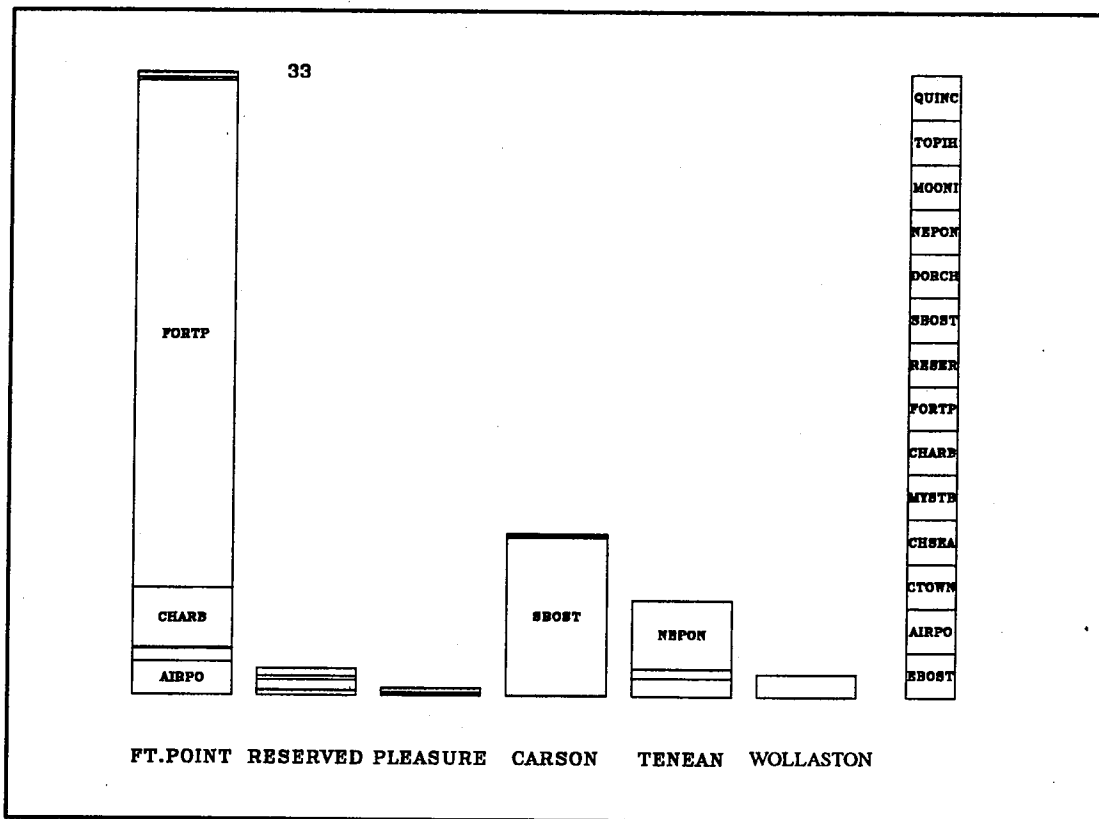 33
QUINC
TOPIH
MOONI
NEPON
DORCH
SBOST
RESER
FORTP
CHARB
MYSTB
CHSEA
CTOWN
AIRPO
EBOST
FORTP
CHARB
AIRPO
SBOST
NEPON
FT.POINT RESERVED PLEASURE CARSON TENEAN WOLLASTON